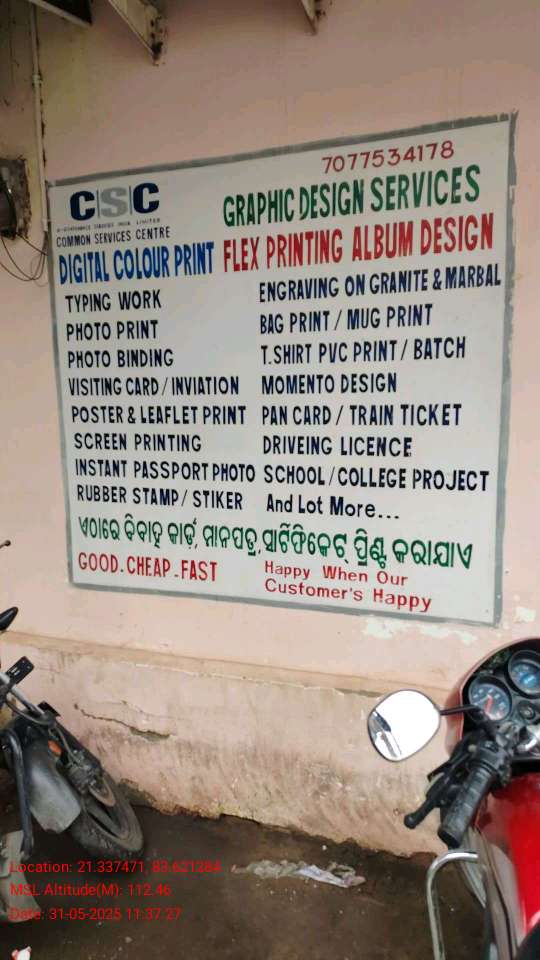 7077534178
CSC
E-GOVERNANCE SERVICES INDIA LIMITED
COMMON SERVICES CENTRE
GRAPHIC DESIGN SERVICES
DIGITAL COLOUR PRINT
FLEX PRINTING ALBUM DESIGN
TYPING WORK
PHOTO PRINT
PHOTO BINDING
VISITING CARD / INVIATION
POSTER & LEAFLET PRINT
SCREEN PRINTING
INSTANT PASSPORT PHOTO
RUBBER STAMP / STIKER
ENGRAVING ON GRANITE & MARBAL
BAG PRINT / MUG PRINT
T.SHIRT PVC PRINT / BATCH
MOMENTO DESIGN
PAN CARD / TRAIN TICKET
DRIVEING LICENCE
SCHOOL / COLLEGE PROJECT
And Lot More...
ଏଠାରେ ବିବାହ କାର୍ଡ଼, ମାନପତ୍ର, ସାର୍ଟିଫିକେଟ୍ ପ୍ରିଣ୍ଟ କରାଯାଏ
GOOD.CHEAP.FAST
Happy When Our
Customer's Happy
Location: 21.337471, 83.621284
MSL Altitude(M): 112.46
Date: 31-05-2025 11:37:27